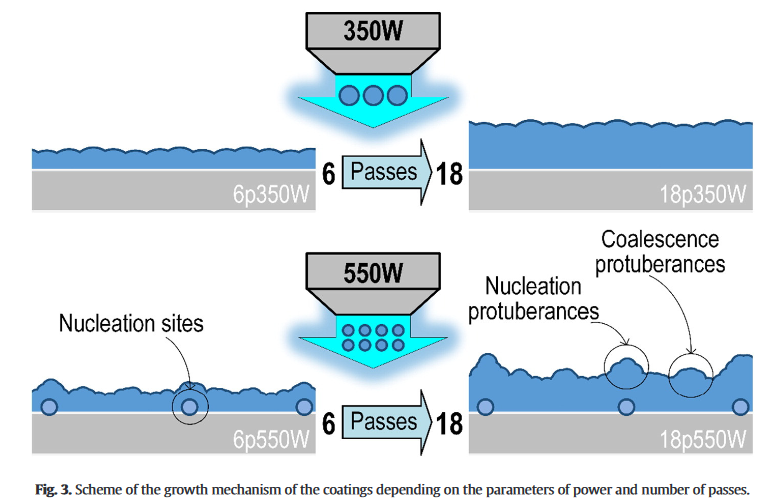 350W
6 Passes 18
6p350W
18p350W
Coalescence
protuberances
550W
Nucleation
protuberances
Nucleation sites
6 Passes 18
6p550W
18p550W
Fig. 3. Scheme of the growth mechanism of the coatings depending on the parameters of power and number of passes.